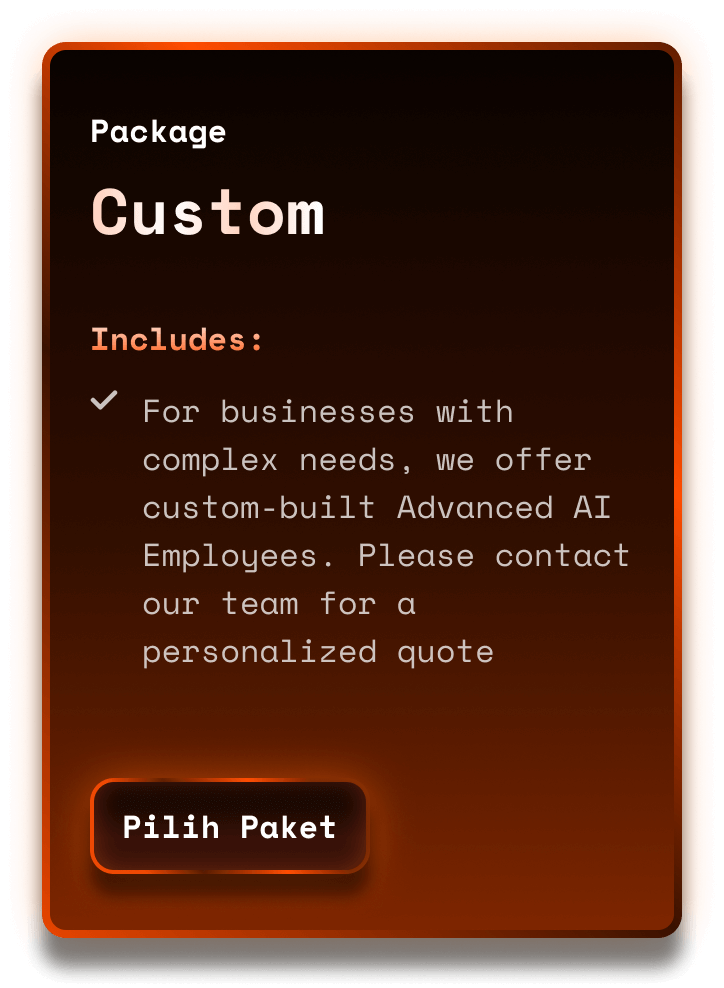 Package
Custom
Includes:
For businesses with
complex needs, we offer
custom-built Advanced AI
Employees. Please contact
our team for a
personalized quote
Pilih Paket